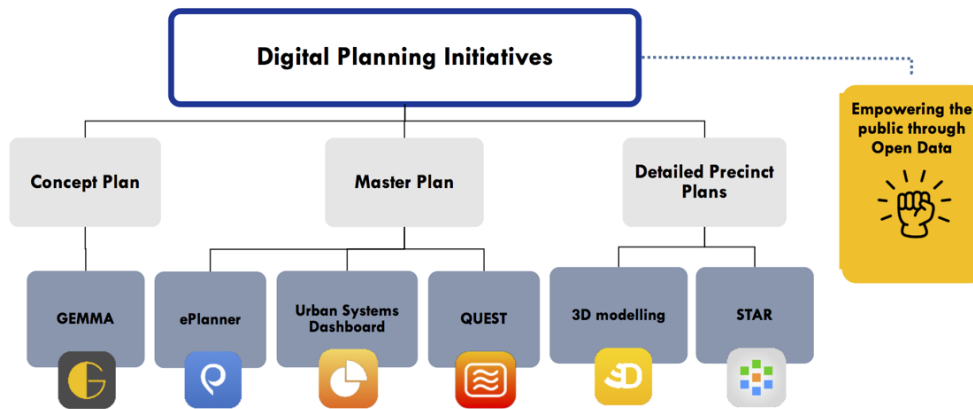 Digital Planning Initiatives
Empowering the
public through
Open Data
Concept Plan
Master Plan
Detailed Precinct
Plans
GEMMA
ePlanner
Urban Systems
Dashboard
QUEST
3D modelling
STAR